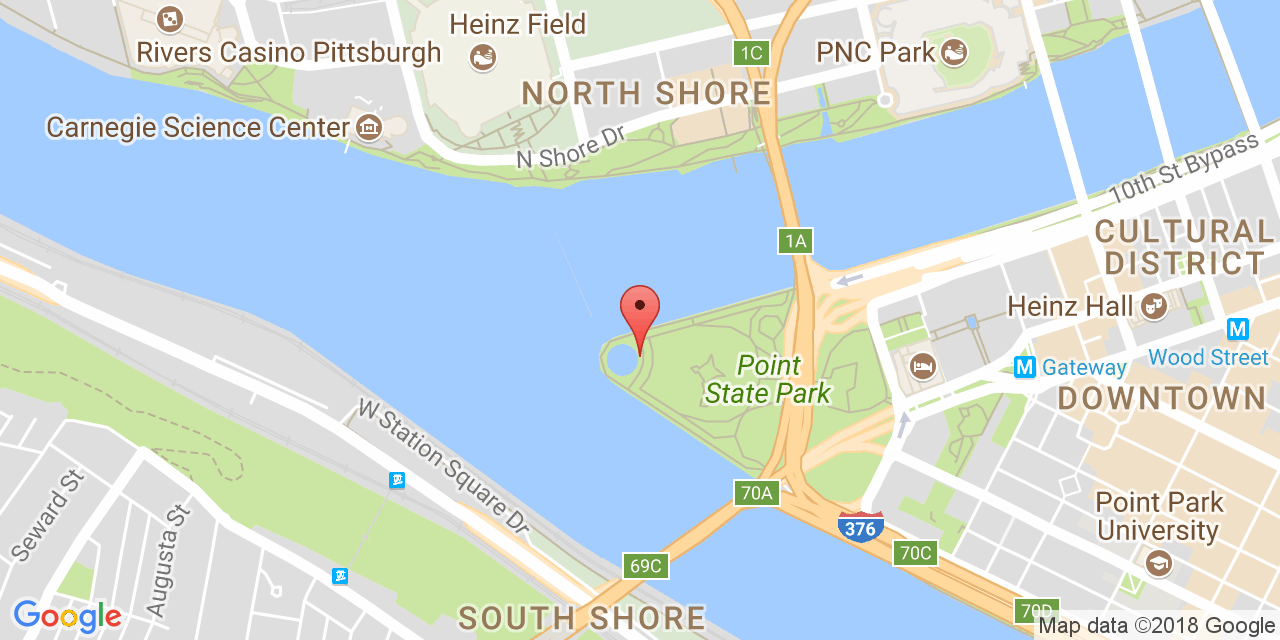 Heinz Field
Rivers Casino Pittsburgh
1C
PNC Park
NORTH SHORE
Carnegie Science Center
N Shore Dr
10th St Bypass
1A
CULTURAL
DISTRICT
Heinz Hall
M
Wood Street
M Gateway
Point
State Park
DOWNTOWN
W Station Square Dr
70A
Point Park
University
Seward St
Augusta St
376
70C
69C
SOUTH SHORE
70D
Google
Map data ©2018 Google